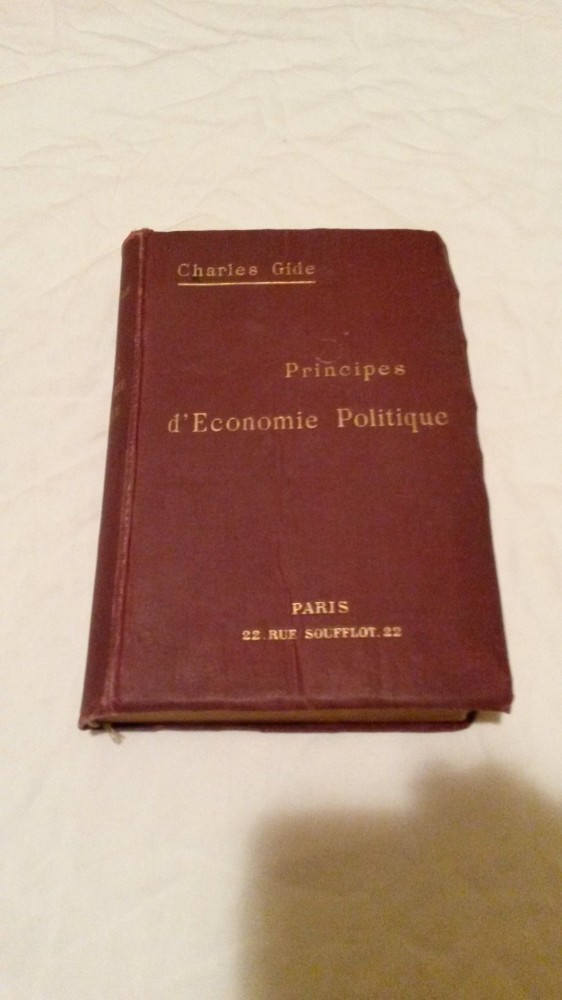 Charles Gide
Principes
d'Economie Politique
PARIS
22.RUE SOUFFLOT.22